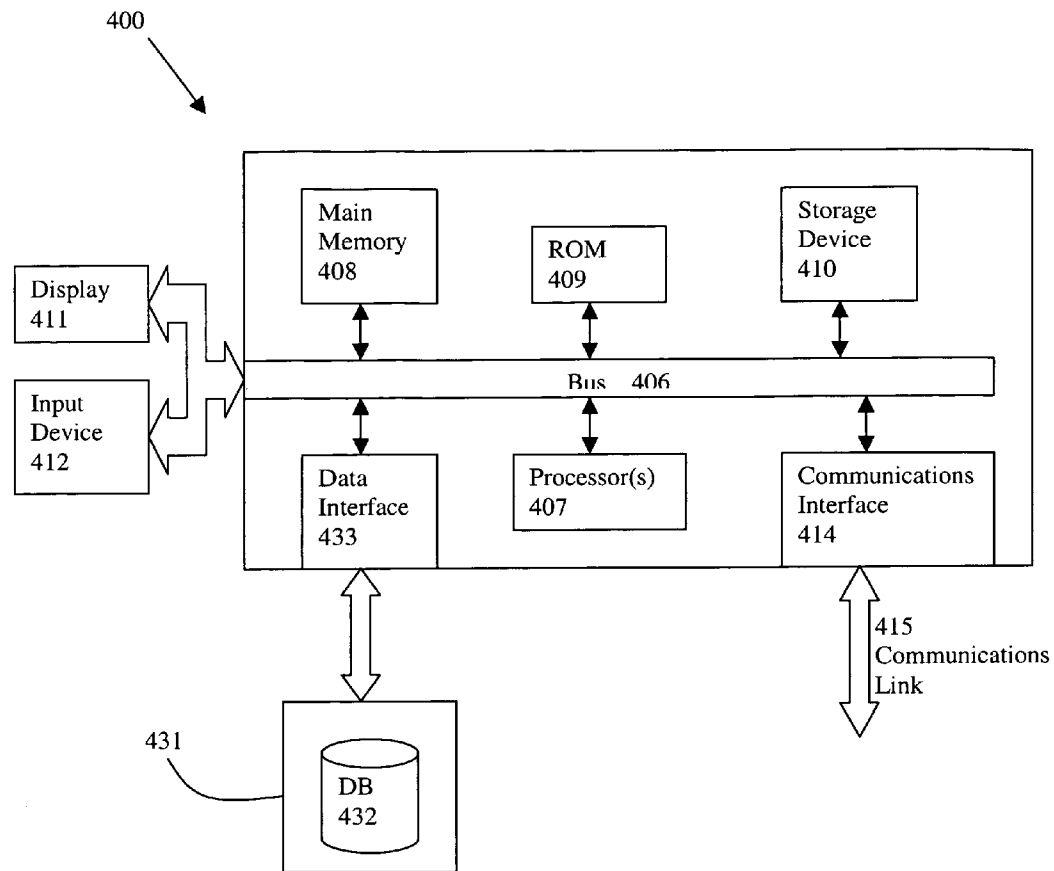 400
Main
Memory
408
ROM
409
Storage
Device
410
Display
411
Bus 406
Input
Device
412
Data
Interface
433
Processor(s)
407
Communications
Interface
414
415
Communications
Link
431
DB
432